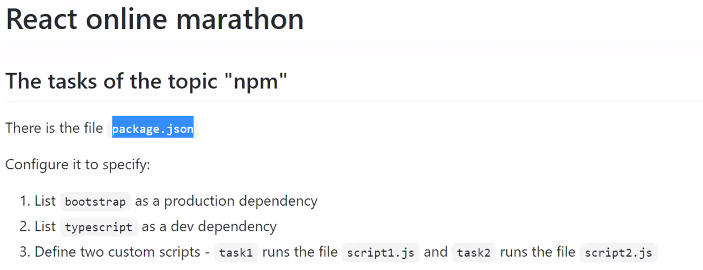 React online marathon
The tasks of the topic "npm"
There is the file package.json
Configure it to specify:
1. List bootstrap as a production dependency
2. List typescript as a dev dependency
3. Define two custom scripts - task1 runs the file script1.js and task2 runs the file script2.js